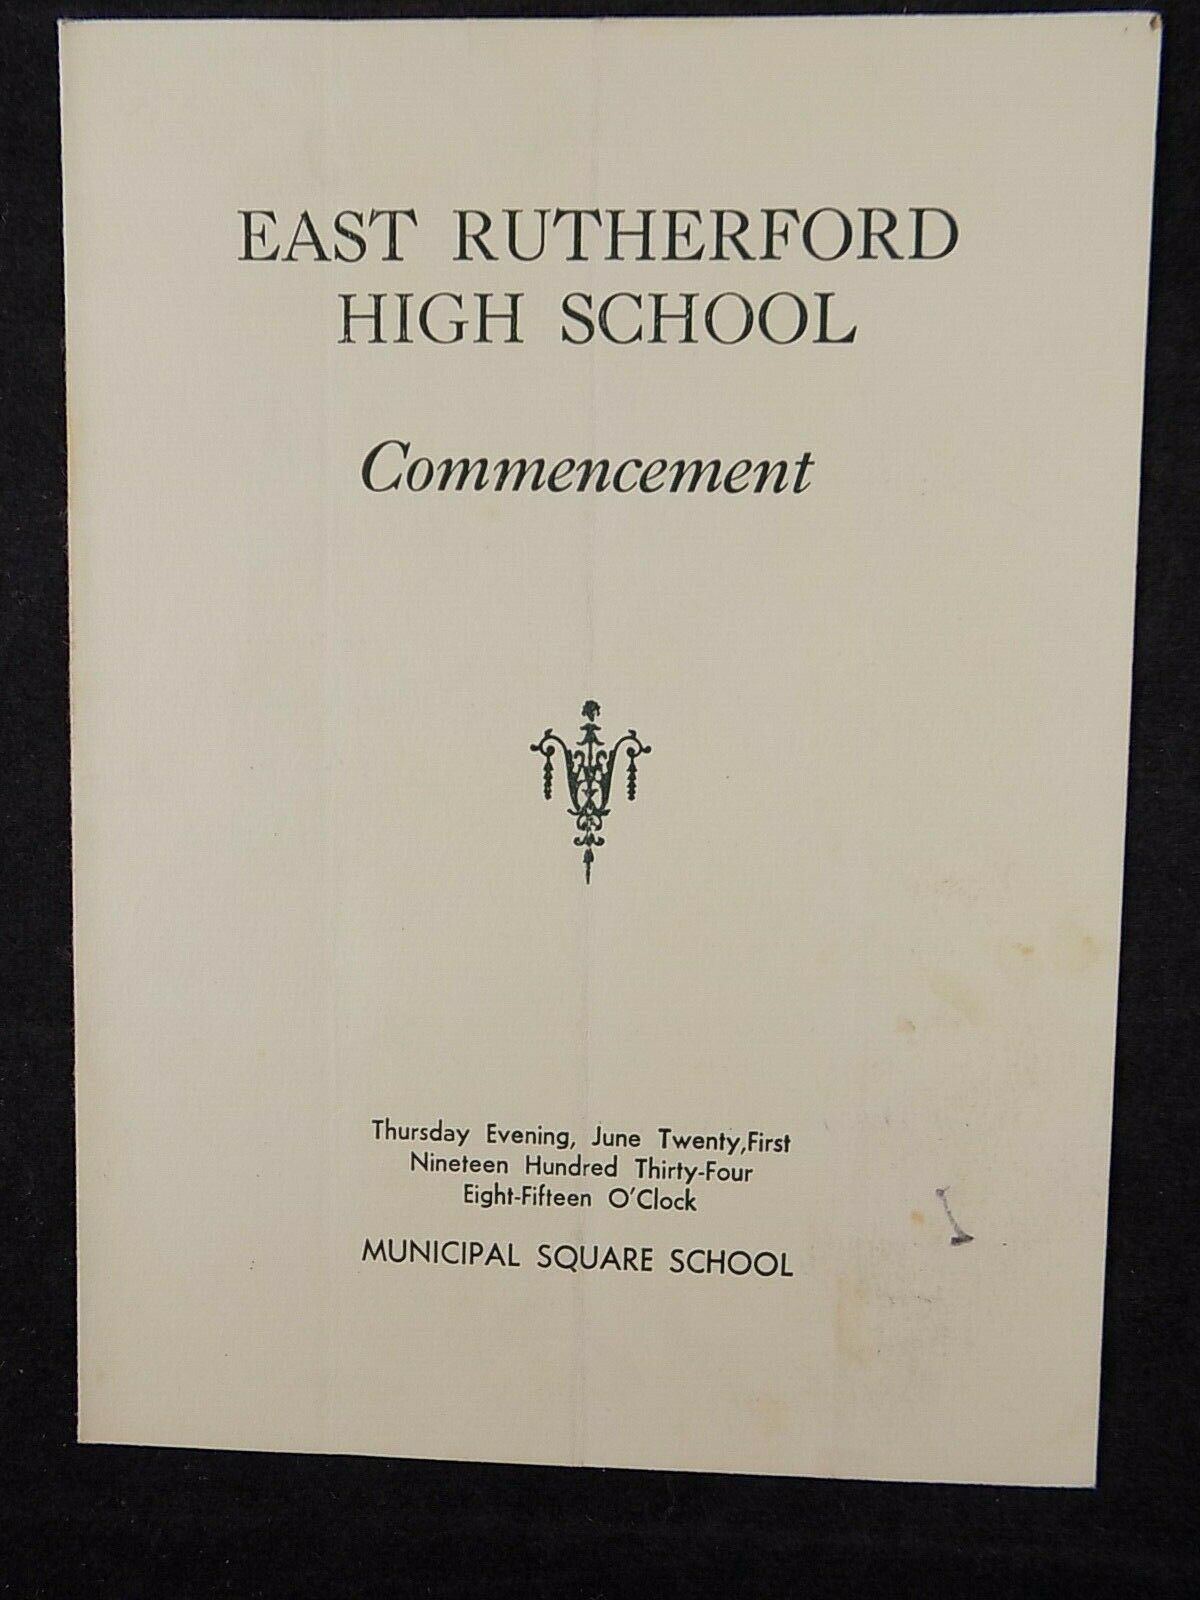 EAST RUTHERFORD
HIGH SCHOOL
Commencement
Thursday Evening, June Twenty,First
Nineteen Hundred Thirty-Four
Eight-Fifteen O'Clock
MUNICIPAL SQUARE SCHOOL